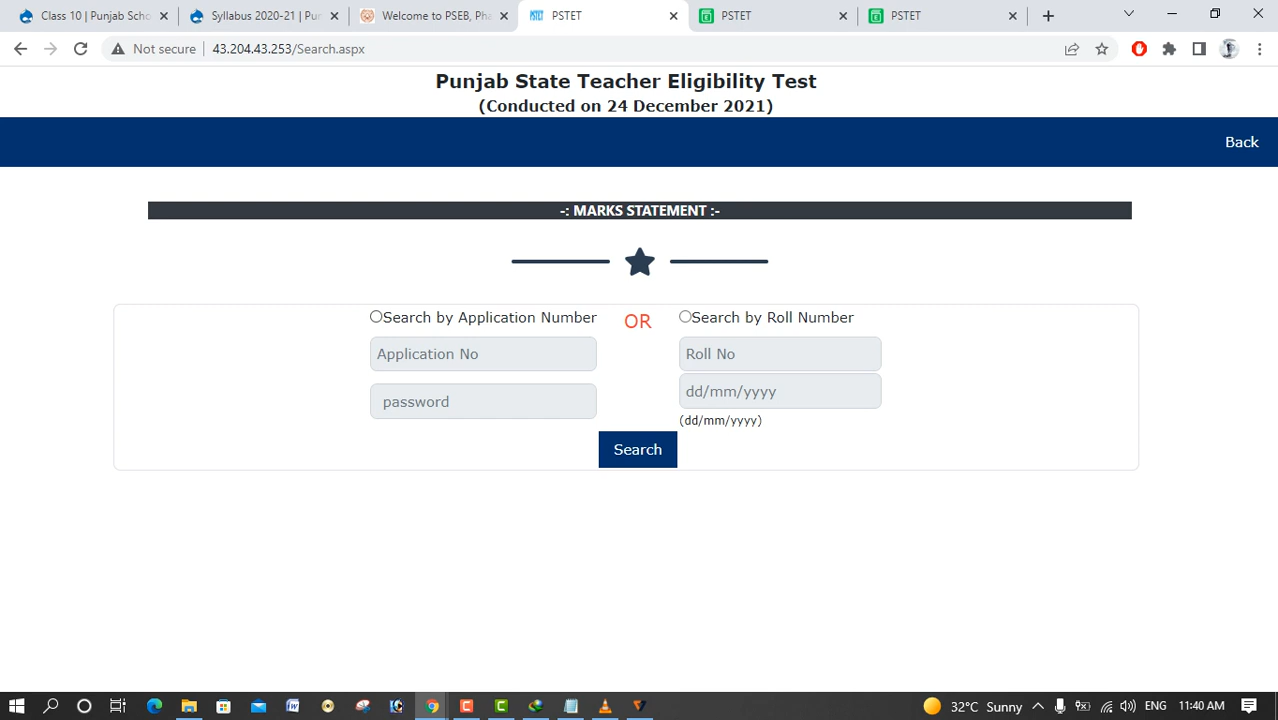 Class 10 | Punjab Scho
Syllabus 2020-21 | Pun
Welcome to PSEB, Pha
PSTET
PSTET
PSTET
Not secure
43.204.43.253/Search.aspx
Punjab State Teacher Eligibility Test
(Conducted on 24 December 2021)
Back
-: MARKS STATEMENT :-
Search by Application Number
OR
Search by Roll Number
Application No
Roll No
password
dd/mm/yyyy
(dd/mm/yyyy)
Search
32°C Sunny
ENG
11:40 AM